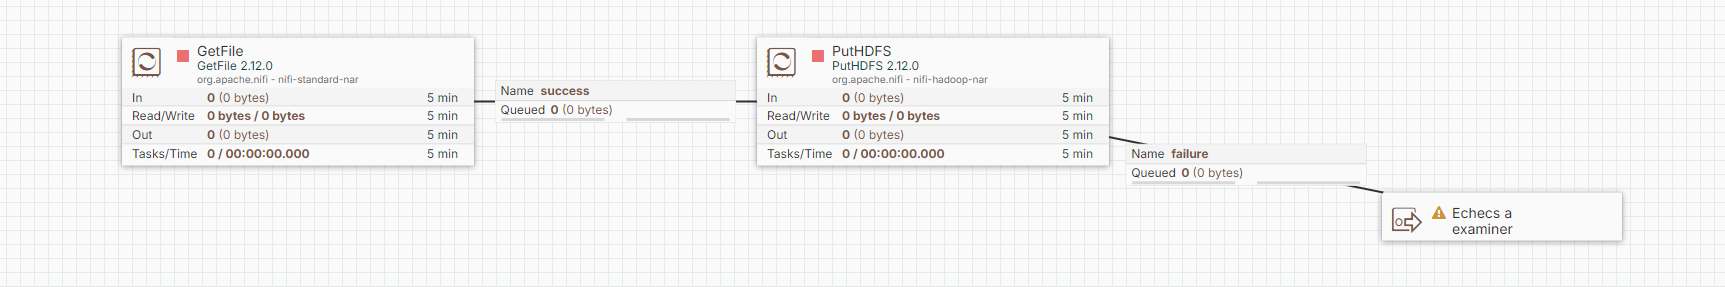 GetFile
GetFile 2.12.0
org.apache.nifi - nifi-standard-nar
In 0 (0 bytes) 5 min
Read/Write 0 bytes / 0 bytes 5 min
Out 0 (0 bytes) 5 min
Tasks/Time 0 / 00:00:00.000 5 min
Name success
Queued 0 (0 bytes)
PutHDFS
PutHDFS 2.12.0
org.apache.nifi - nifi-hadoop-nar
In 0 (0 bytes) 5 min
Read/Write 0 bytes / 0 bytes 5 min
Out 0 (0 bytes) 5 min
Tasks/Time 0 / 00:00:00.000 5 min
Name failure
Queued 0 (0 bytes)
Echecs a
examiner